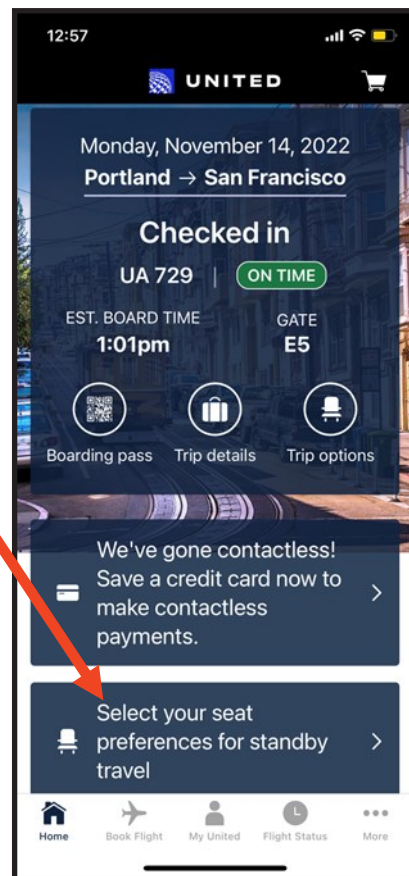 12:57
UNITED
Monday, November 14, 2022
Portland → San Francisco
Checked in
UA 729 | ON TIME
EST. BOARD TIME GATE
1:01pm E5
Boarding pass Trip details Trip options
We've gone contactless!
Save a credit card now to
make contactless
payments.
Select your seat
preferences for standby
travel
Home Book Flight My United Flight Status More